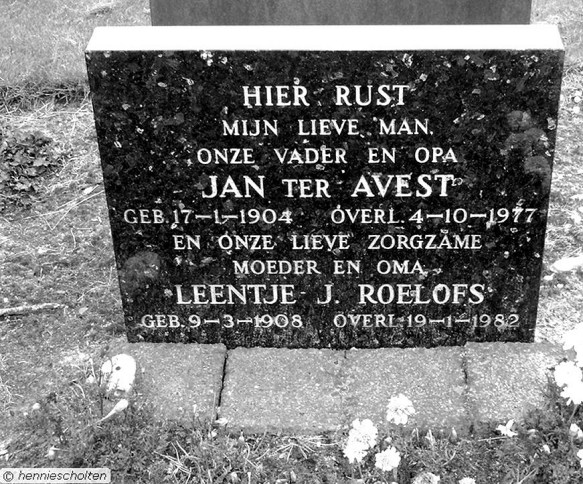 HIER RUST
MIJN LIEVE MAN,
ONZE VADER EN OPA
JAN TER AVEST
GEB. 17-1-1904 OVERL. 4-10-1977
EN ONZE LIEVE ZORGZAME
MOEDER EN OMA
LEENTJE J. ROELOFS
GEB. 9-3-1908 OVERL. 19-1-1982
© henniescholten